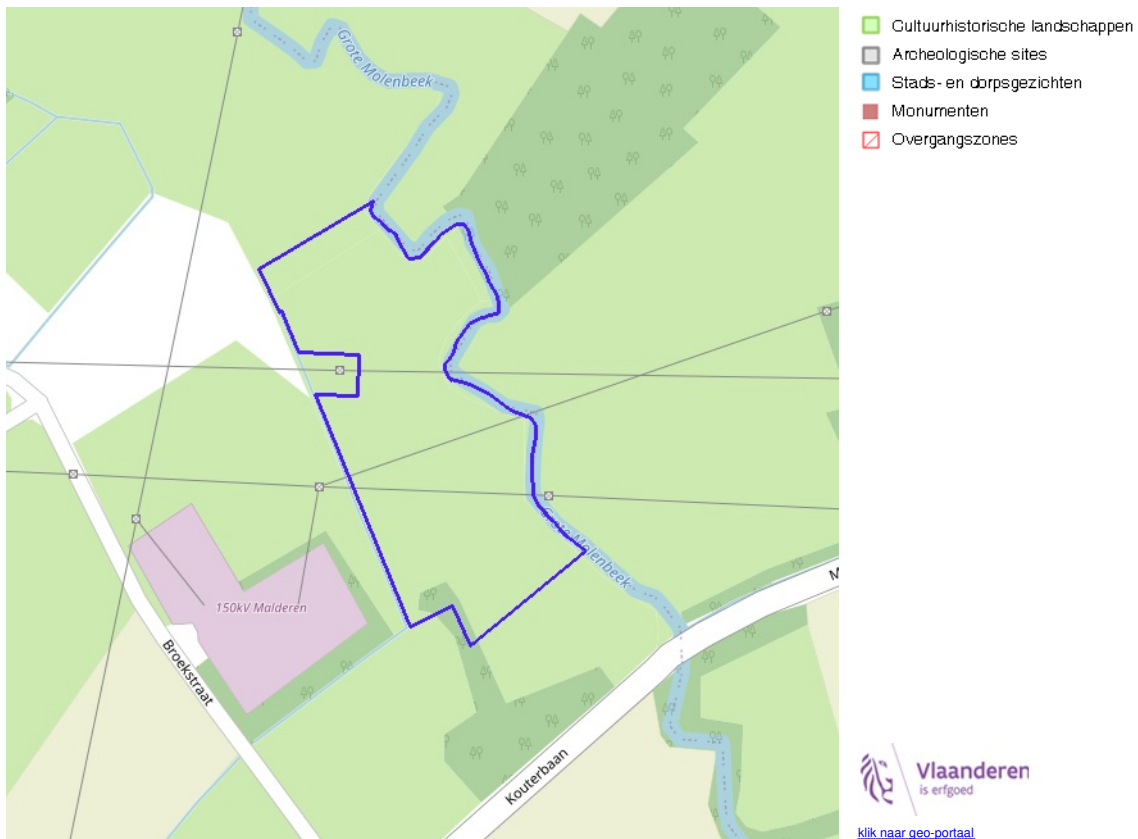 Grote Molenbeek
Cultuurhistorische landschappen
Archeologische sites
Stads- en dorpsgezichten
Monumenten
Overgangszones
Grote Molenbeek
150kV Malderen
Broekstraat
Kouterbaan
M
Vlaanderen
is erfgoed
klik naar geo-portaal